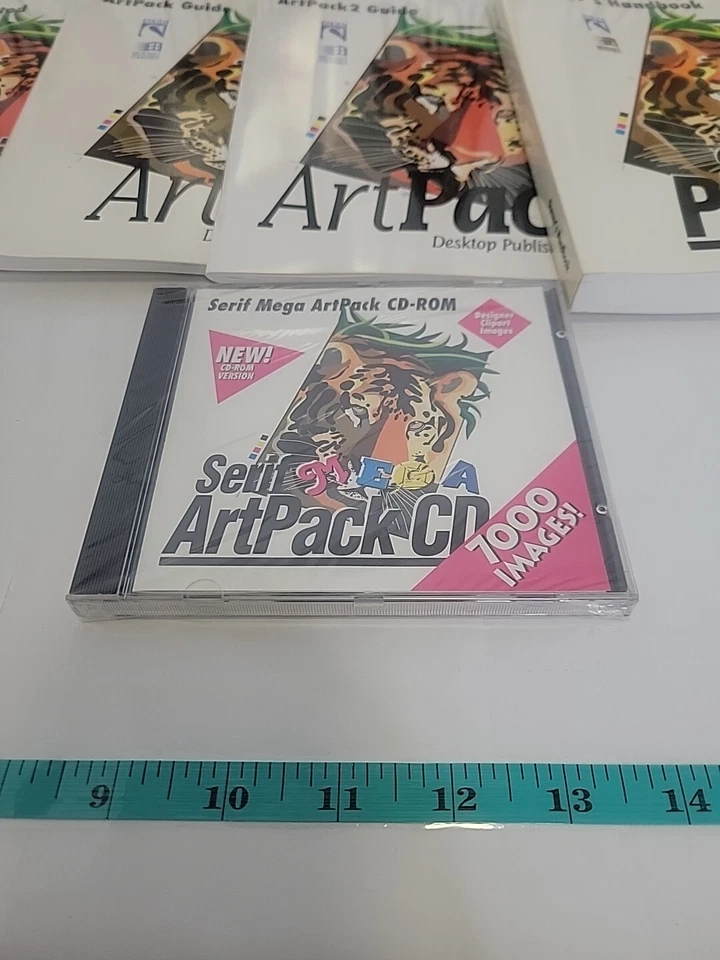 ArtPack Guide
ArtPack2 Guide
Handbook
Art
ArtPac
Desktop Publis
P
Serif Mega ArtPack CD-ROM
Designer
Clipart
Images
NEW!
CD-ROM
VERSION
Serif MEGA
ArtPack CD
7000
IMAGES!
9 10 11 12 13 14